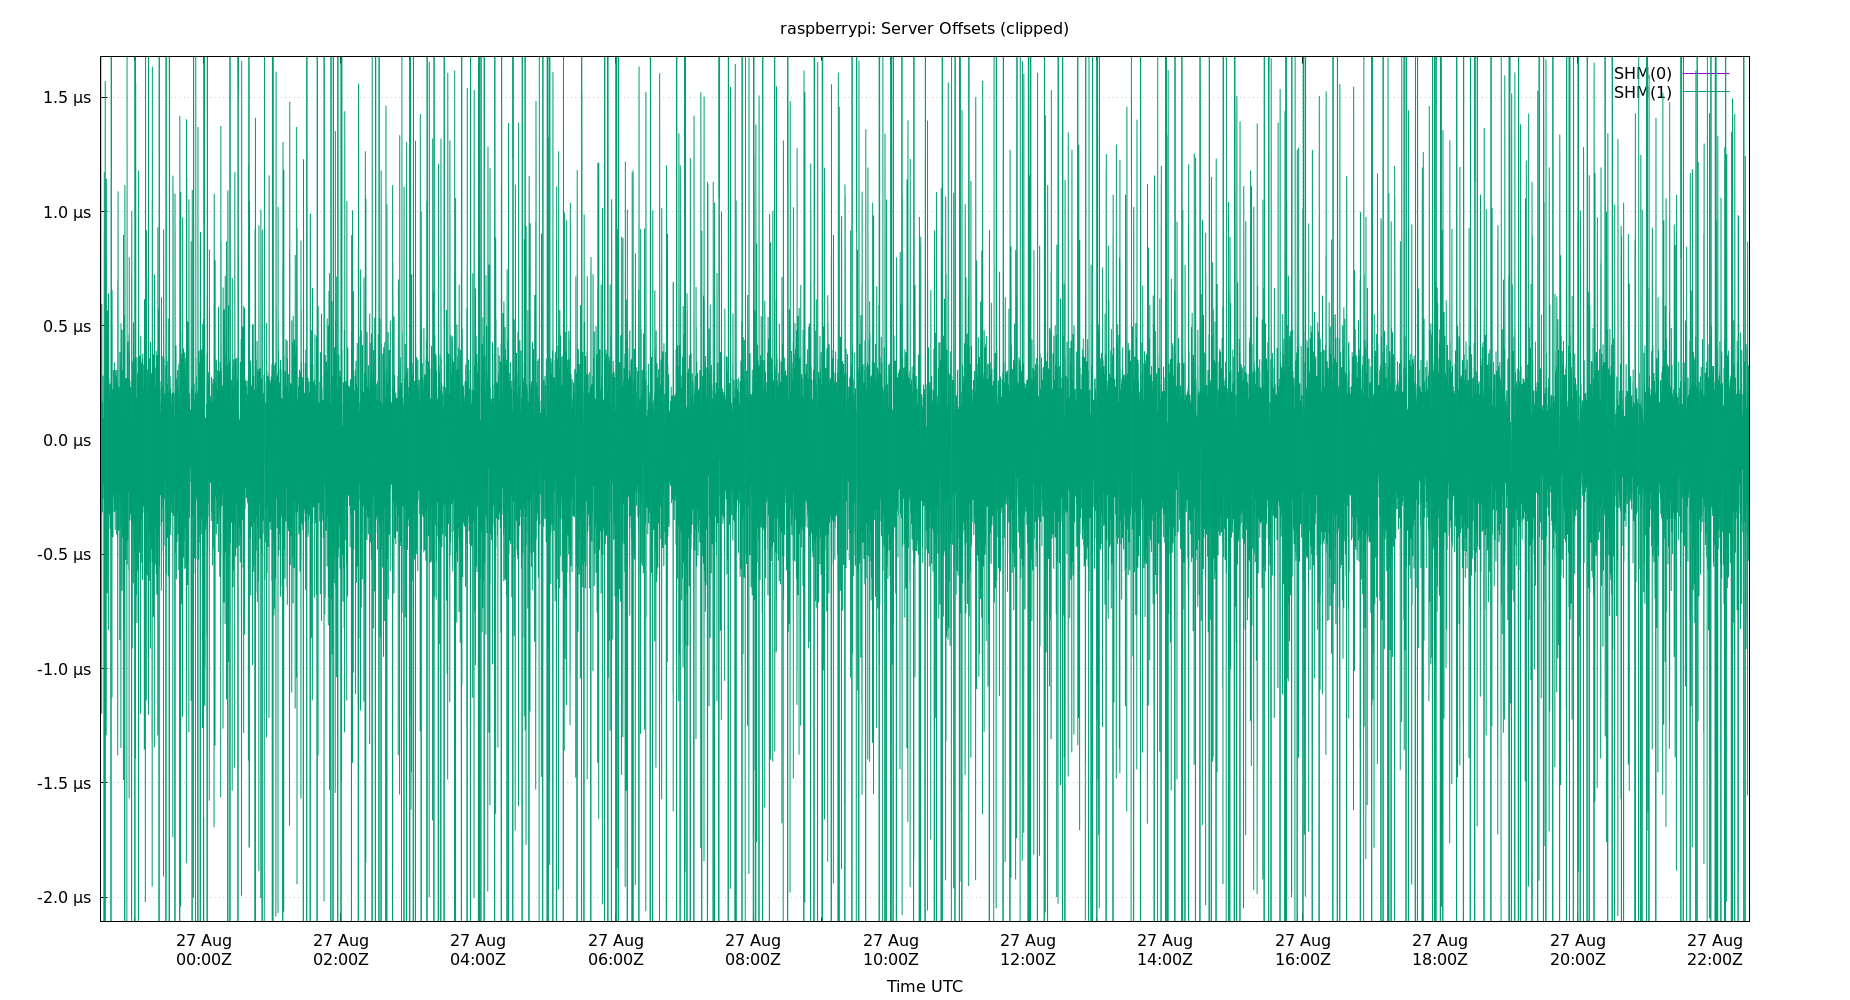 raspberrypi: Server Offsets (clipped)
SHM(0)
SHM(1)
1.5 µs
1.0 µs
0.5 µs
0.0 µs
-0.5 µs
-1.0 µs
-1.5 µs
-2.0 µs
27 Aug 27 Aug 27 Aug 27 Aug 27 Aug 27 Aug 27 Aug 27 Aug 27 Aug 27 Aug 27 Aug 27 Aug
00:00Z 02:00Z 04:00Z 06:00Z 08:00Z 10:00Z 12:00Z 14:00Z 16:00Z 18:00Z 20:00Z 22:00Z
Time UTC